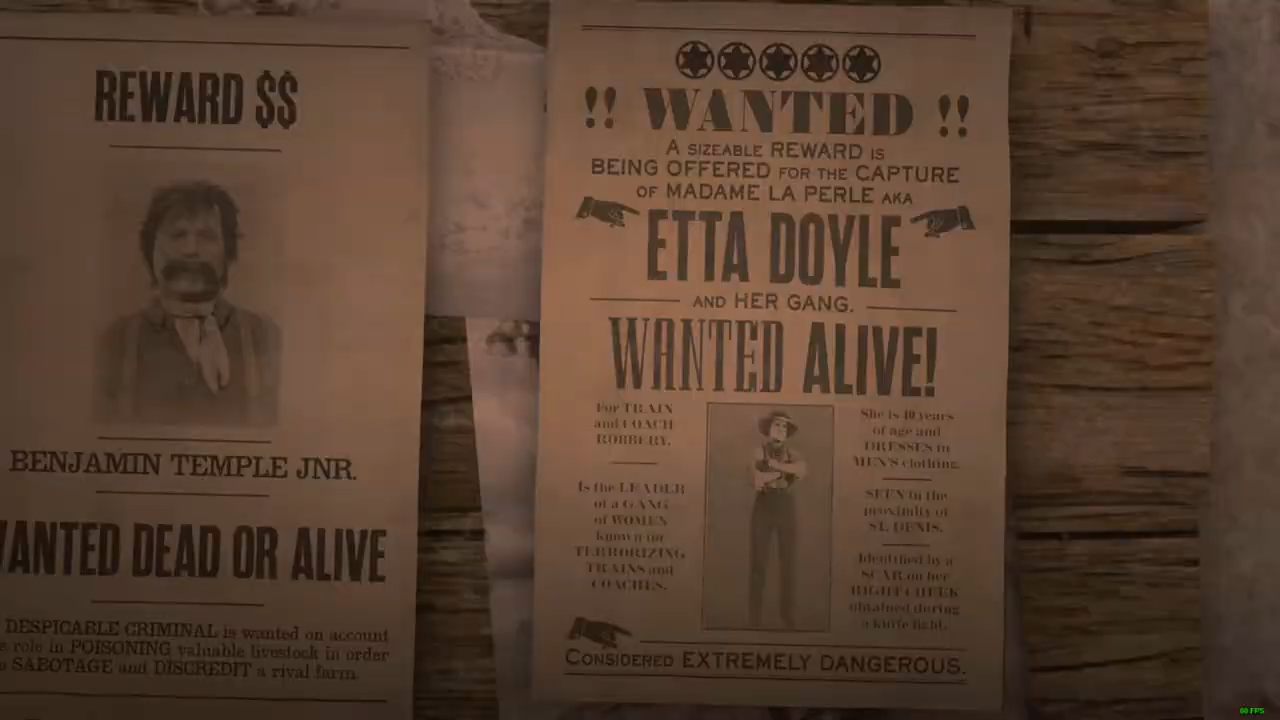 REWARD $$
BENJAMIN TEMPLE JNR.
WANTED DEAD OR ALIVE
DESPICABLE CRIMINAL is wanted on account
role in POISONING valuable livestock in order
SABOTAGE and DISCREDIT a rival farm.
!! WANTED !!
A SIZEABLE REWARD IS
BEING OFFERED FOR THE CAPTURE
OF MADAME LA PERLE AKA
ETTA DOYLE
AND HER GANG.
WANTED ALIVE!
For TRAIN
and COACH
ROBBERY.
Is the LEADER
of a GANG
of WOMEN
known for
TERRORIZING
TRAINS and
COACHES.
She is 40 years
of age and
DRESSES in
MEN'S clothing.
SEEN in the
proximity of
ST. DENIS.
Identified by a
SCAR on her
RIGHT CHEEK
obtained during
a knife fight.
CONSIDERED EXTREMELY DANGEROUS.
60 FPS